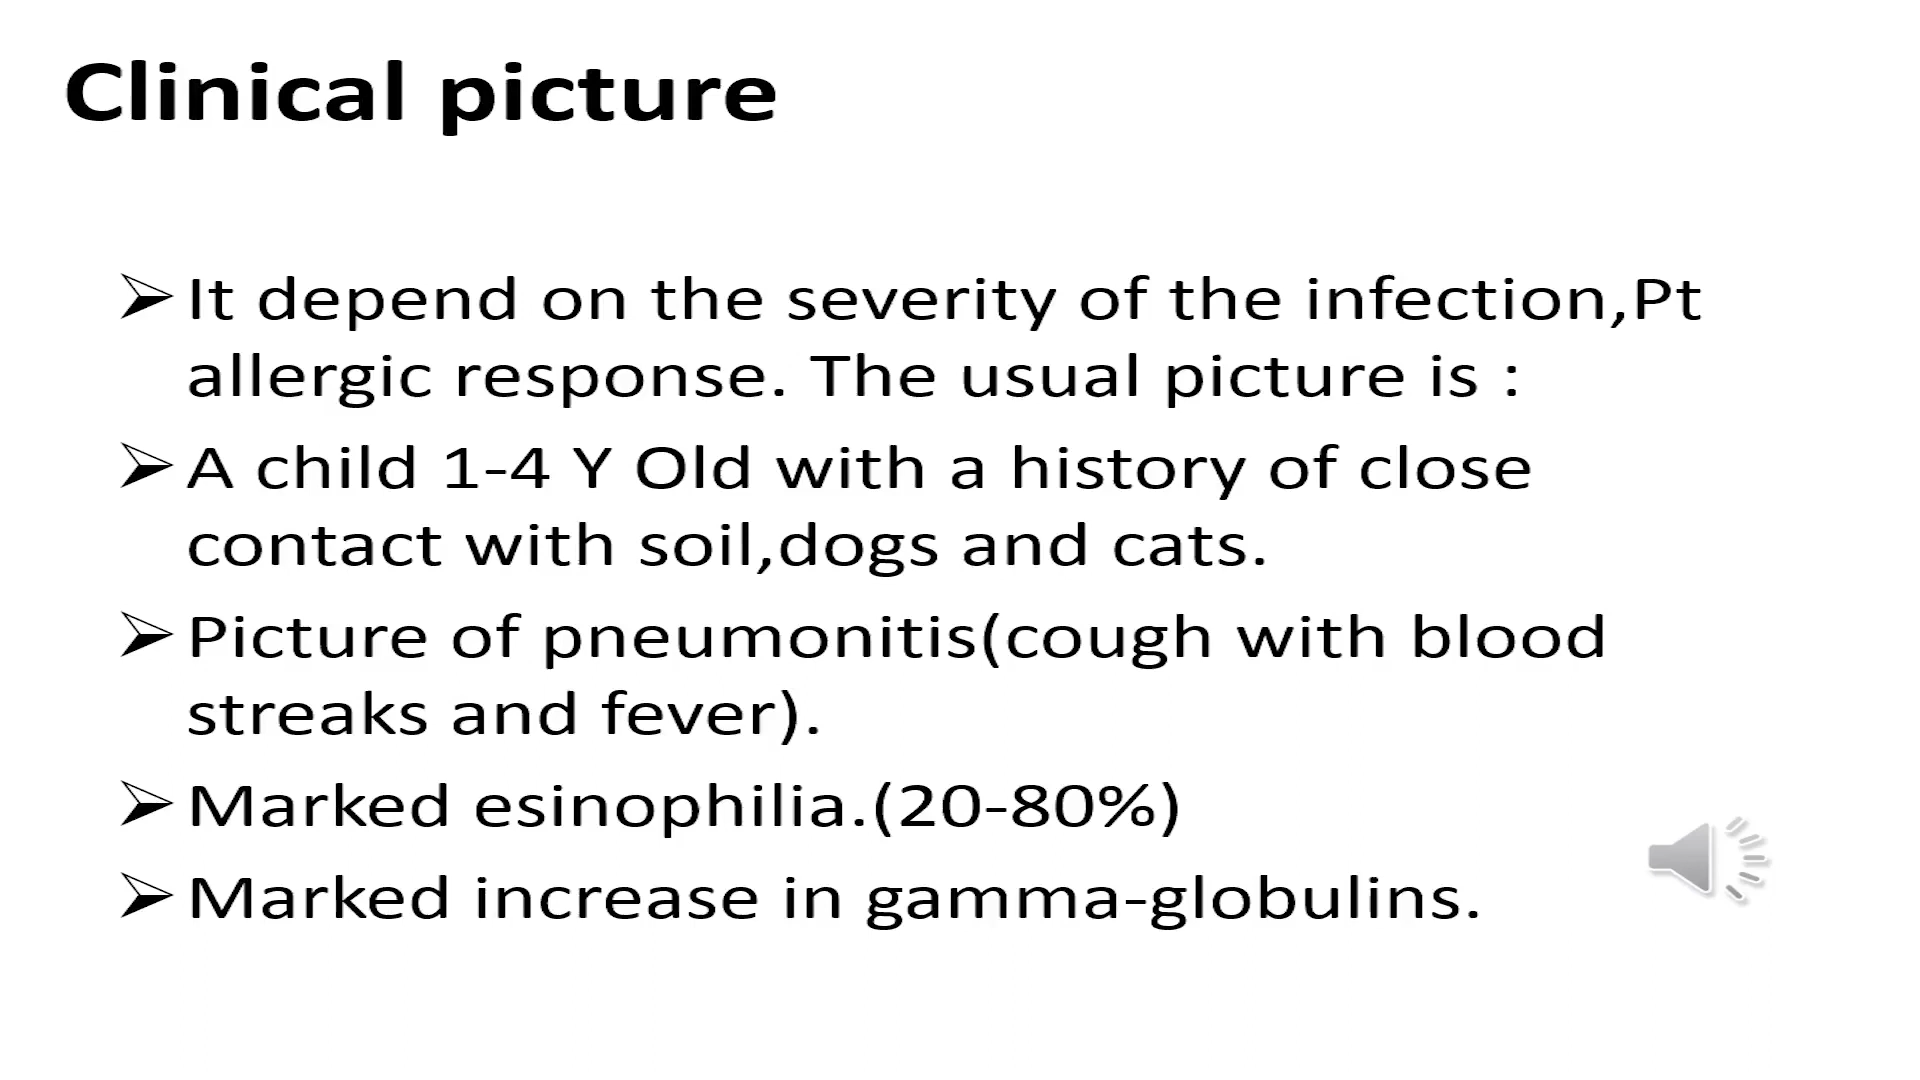 Clinical picture
It depend on the severity of the infection,Pt
allergic response. The usual picture is :
A child 1-4 Y Old with a history of close
contact with soil,dogs and cats.
Picture of pneumonitis(cough with blood
streaks and fever).
Marked esinophilia.(20-80%)
Marked increase in gamma-globulins.